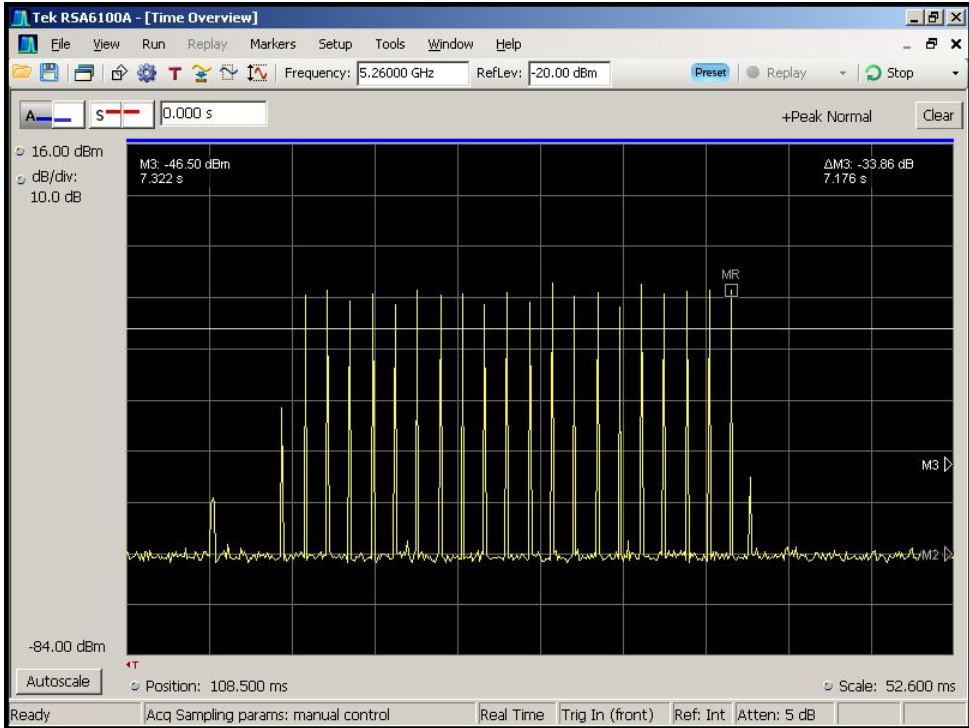 Tek RSA6100A - [Time Overview]
File View Run Replay Markers Setup Tools Window Help
T Frequency: 5.26000 GHz RefLev: -20.00 dBm Preset Replay Stop
A S 0.000 s +Peak Normal Clear
16.00 dBm
dB/div:
10.0 dB
M3: -46.50 dBm
7.322 s
ΔM3: -33.86 dB
7.176 s
MR
M3
M2
-84.00 dBm
T
Autoscale Position: 108.500 ms Scale: 52.600 ms
Ready Acq Sampling params: manual control Real Time Trig In (front) Ref: Int Atten: 5 dB